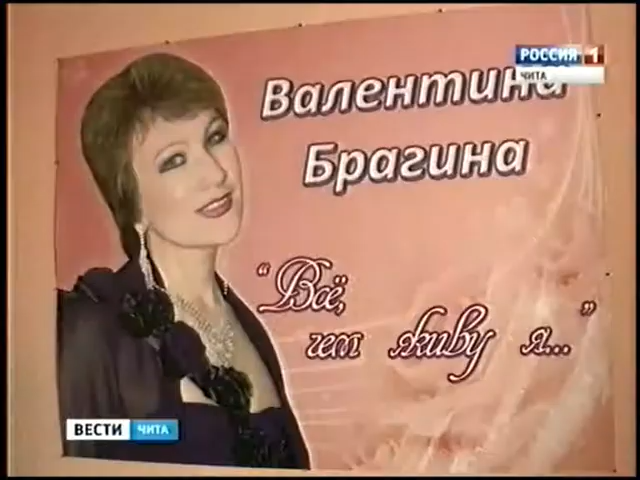 РОССИЯ 1
ЧИТА
Валентина
Брагина
"Всё,
чем живу я..."
ВЕСТИ ЧИТА